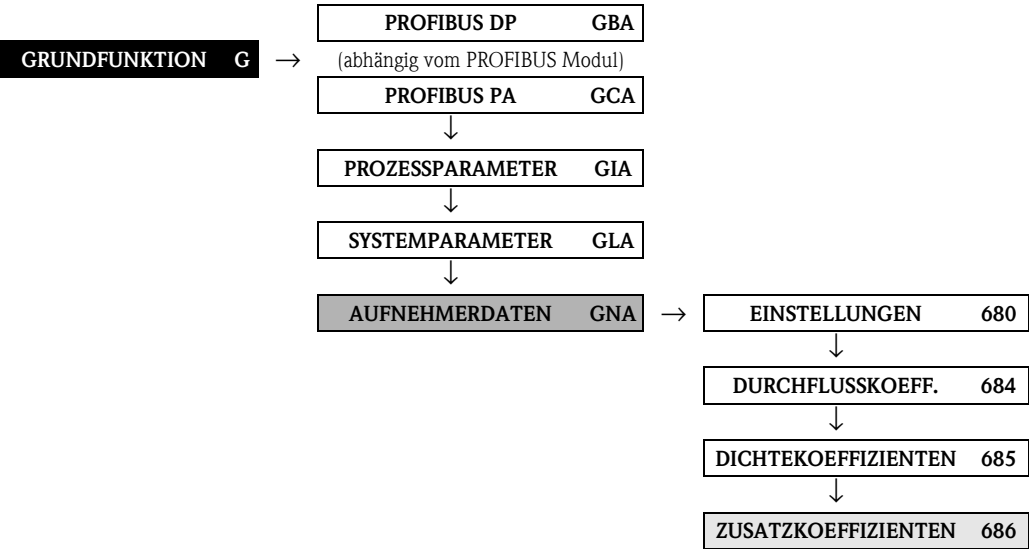 PROFIBUS DP GBA
GRUNDFUNKTION G → (abhängig vom PROFIBUS Modul)
PROFIBUS PA GCA
↓
PROZESSPARAMETER GIA
↓
SYSTEMPARAMETER GLA
↓
AUFNEHMERDATEN GNA → EINSTELLUNGEN 680
↓
DURCHFLUSSKOEFF. 684
↓
DICHTEKOEFFIZIENTEN 685
↓
ZUSATZKOEFFIZIENTEN 686